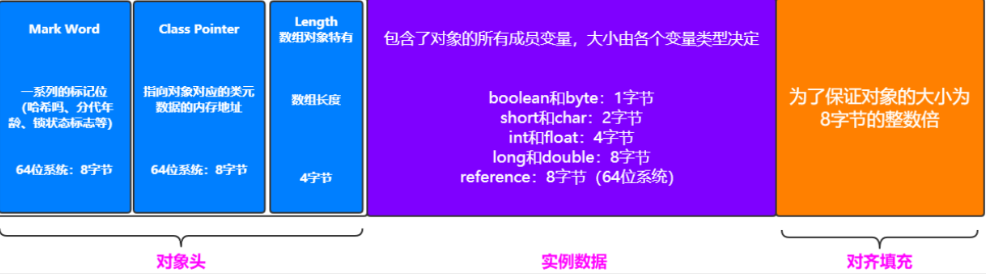 Mark Word
一系列的标记位
（哈希吗、分代年
龄、锁状态标志等）
64位系统：8字节
Class Pointer
指向对象对应的类元
数据的内存地址
64位系统：8字节
Length
数组对象特有
数组长度
4字节
包含了对象的所有成员变量，大小由各个变量类型决定
boolean和byte：1字节
short和char：2字节
int和float：4字节
long和double：8字节
reference：8字节（64位系统）
为了保证对象的大小为
8字节的整数倍
对象头
实例数据
对齐填充